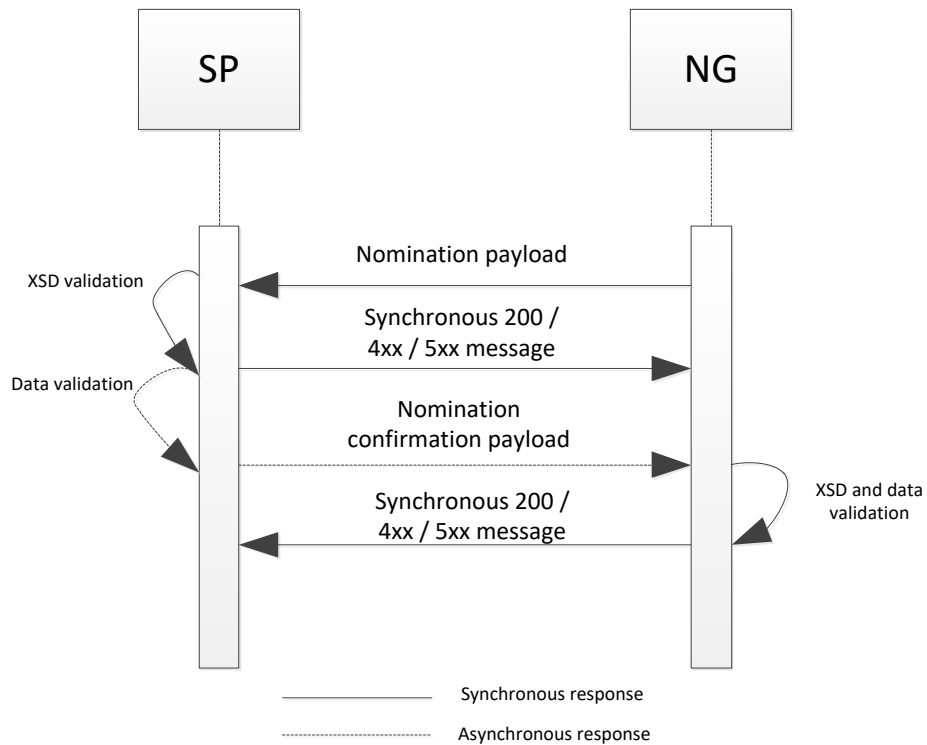 SP
NG
Nomination payload
XSD validation
Synchronous 200 /
4xx / 5xx message
Data validation
Nomination
confirmation payload
XSD and data
validation
Synchronous 200 /
4xx / 5xx message
Synchronous response
Asynchronous response